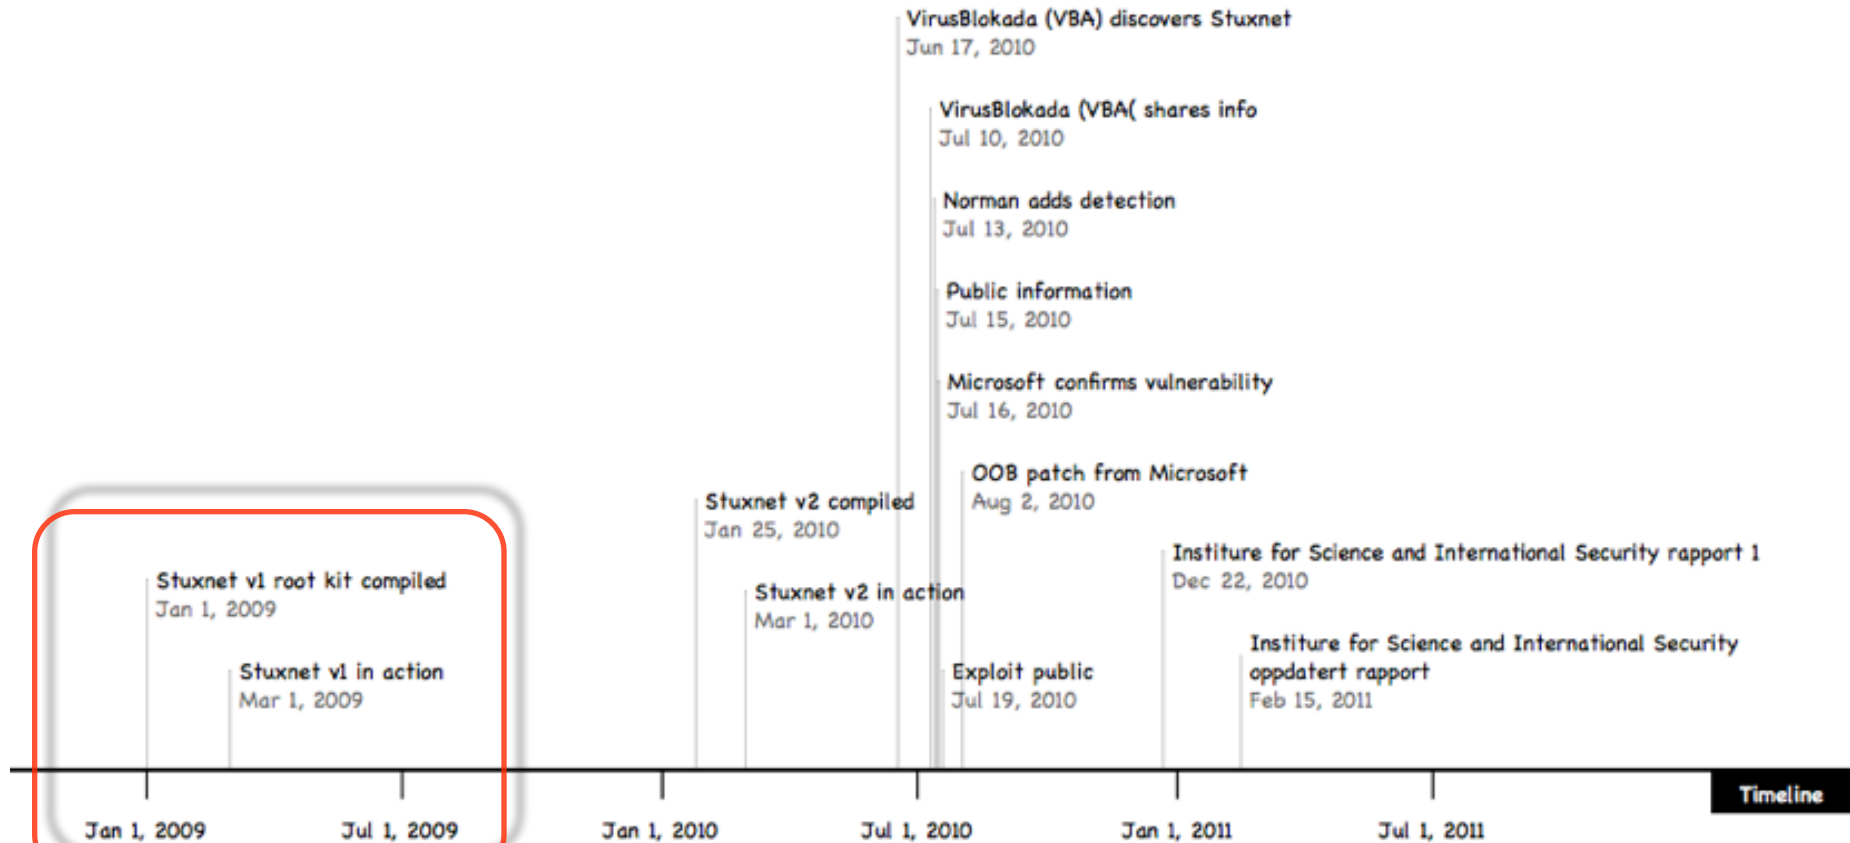 VirusBlokada (VBA) discovers Stuxnet
Jun 17, 2010
VirusBlokada (VBA( shares info
Jul 10, 2010
Norman adds detection
Jul 13, 2010
Public information
Jul 15, 2010
Microsoft confirms vulnerability
Jul 16, 2010
OOB patch from Microsoft
Aug 2, 2010
Stuxnet v2 compiled
Jan 25, 2010
Institure for Science and International Security rapport 1
Dec 22, 2010
Stuxnet v1 root kit compiled
Jan 1, 2009
Stuxnet v2 in action
Mar 1, 2010
Institure for Science and International Security
oppdatert rapport
Feb 15, 2011
Stuxnet v1 in action
Mar 1, 2009
Exploit public
Jul 19, 2010
Timeline
Jan 1, 2009
Jul 1, 2009
Jan 1, 2010
Jul 1, 2010
Jan 1, 2011
Jul 1, 2011